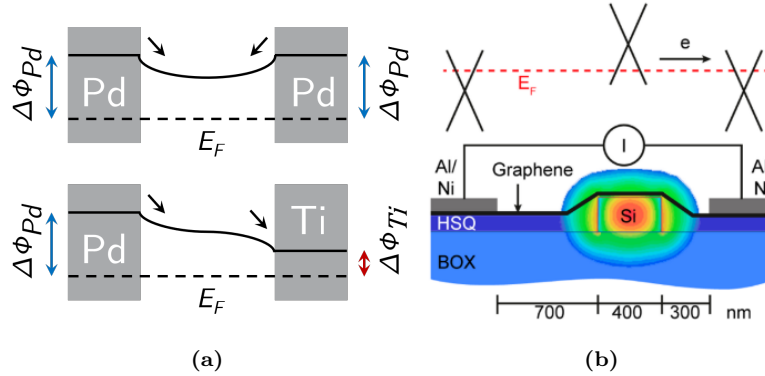 ΔΦPd
Pd
Pd
ΔΦPd
EF
ΔΦPd
Pd
Ti
ΔΦTi
EF
(a)
e
EF
I
Al/
Ni
Graphene
Al/
N
Si
HSQ
BOX
700
400
300
nm
(b)